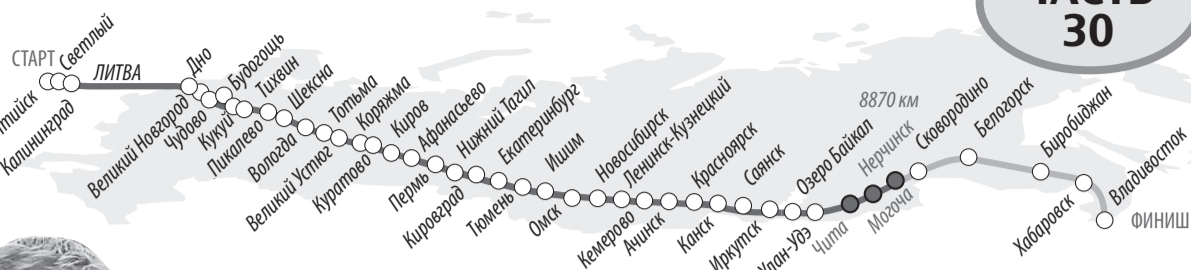 ЧАСТЬ
30
СТАРТ
Светлый
ЛИТВА
Калининград
Дно
Великий Новгород
Чудово
Будогощь
Кукуй
Тихвин
Пикалево
Шексна
Вологда
Тотьма
Великий Устюг
Коряжма
Куратово
Киров
Афанасьево
Пермь
Нижний Тагил
Кировград
Екатеринбург
Тюмень
Ишим
Омск
Новосибирск
Ленинск-Кузнецкий
Кемерово
Ачинск
Красноярск
Канск
Саянск
Иркутск
Озеро Байкал
Улан-Удэ
8870 км
Чита
Нерчинск
Могоча
Сковородино
Белогорск
Биробиджан
Хабаровск
Владивосток
ФИНИШ